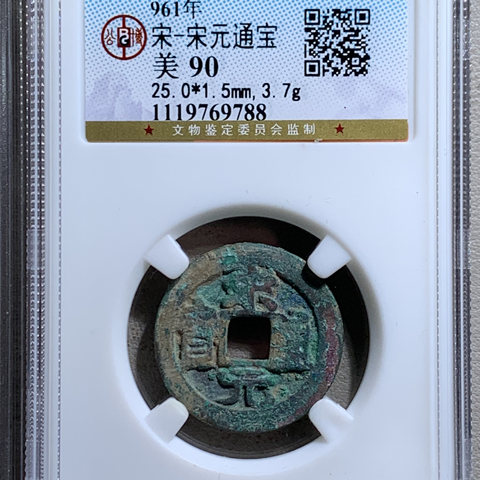 961年
宋-宋元通宝
美 90
25.0*1.5mm,3.7g
1119769788
★ 文物鉴定委员会监制 ★
元